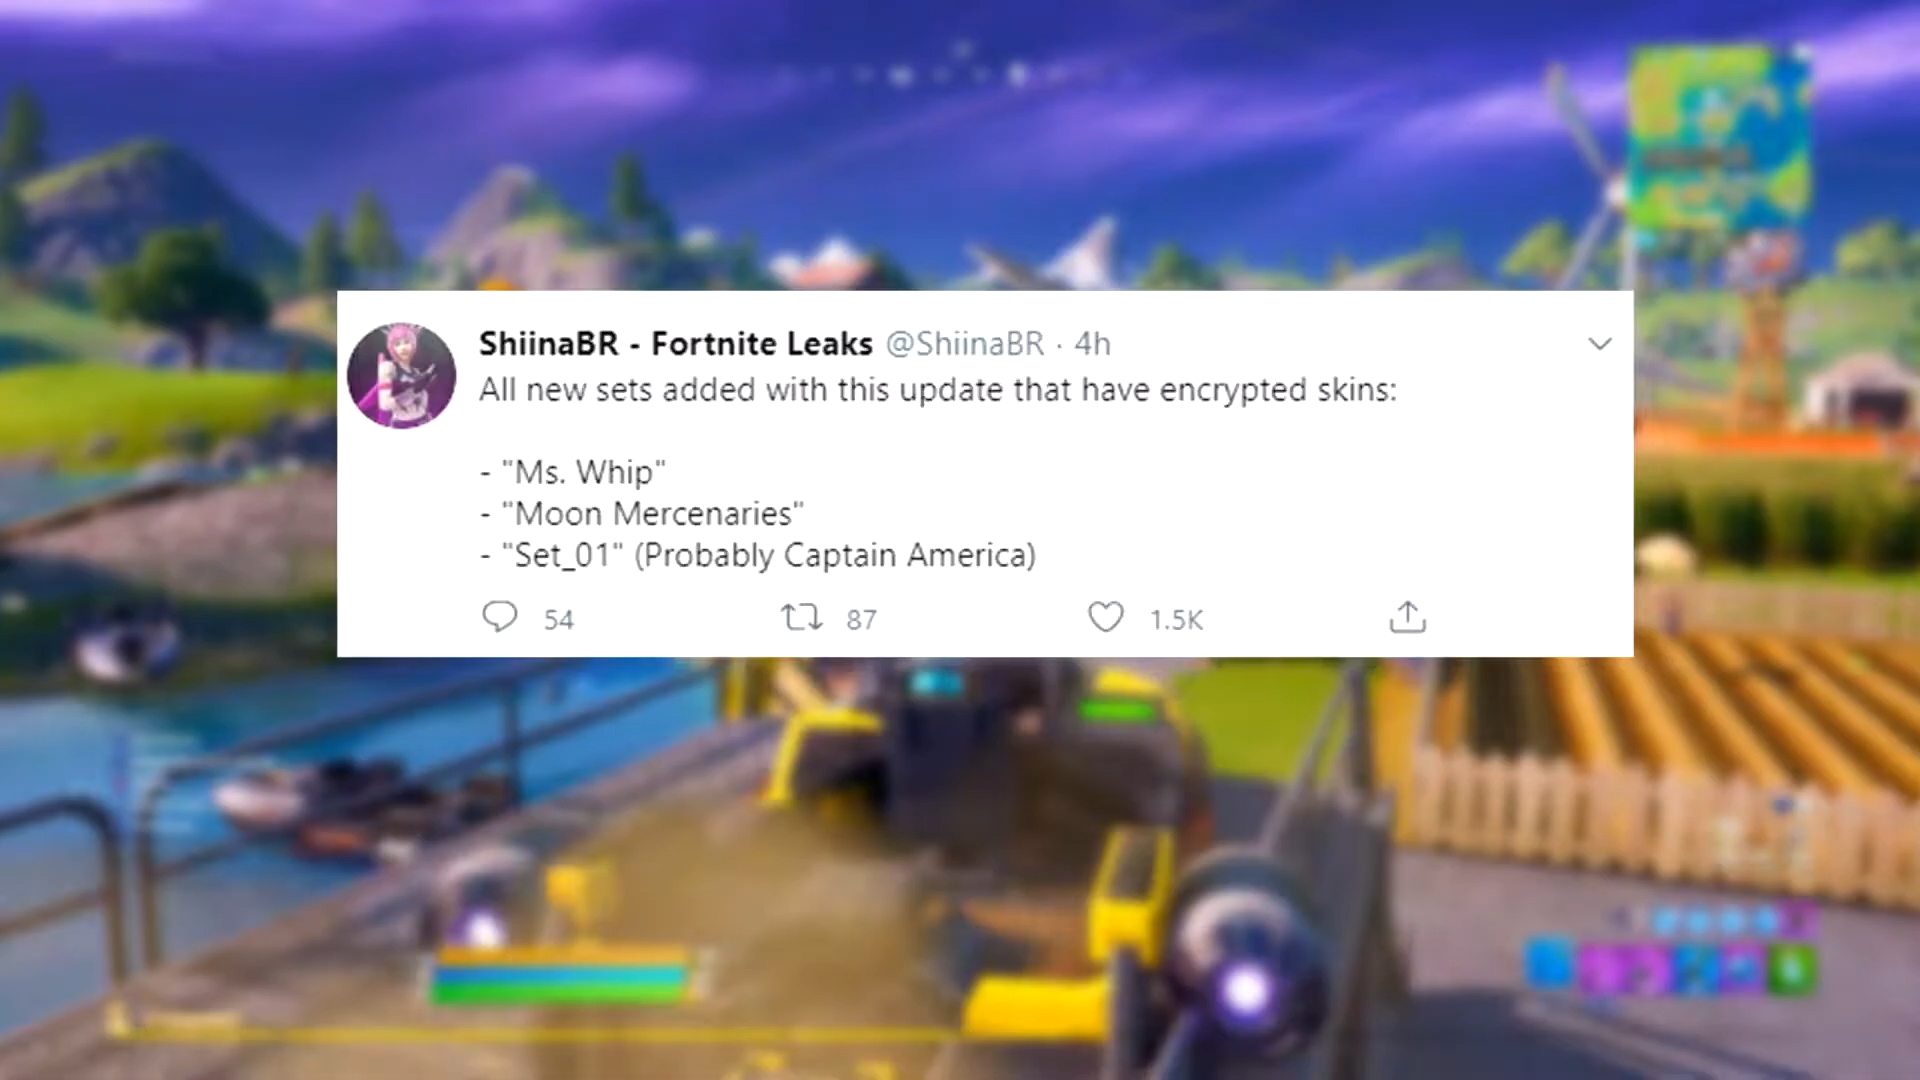 ShiinaBR - Fortnite Leaks @ShiinaBR · 4h
All new sets added with this update that have encrypted skins:
- "Ms. Whip"
- "Moon Mercenaries"
- "Set_01" (Probably Captain America)
54 87 1.5K